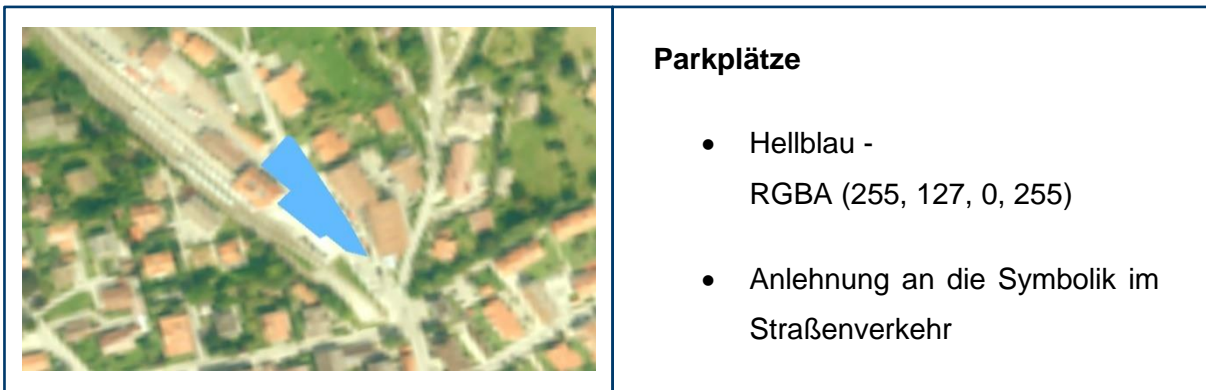 Parkplätze
• Hellblau -
RGBA (255, 127, 0, 255)
• Anlehnung an die Symbolik im
Straßenverkehr